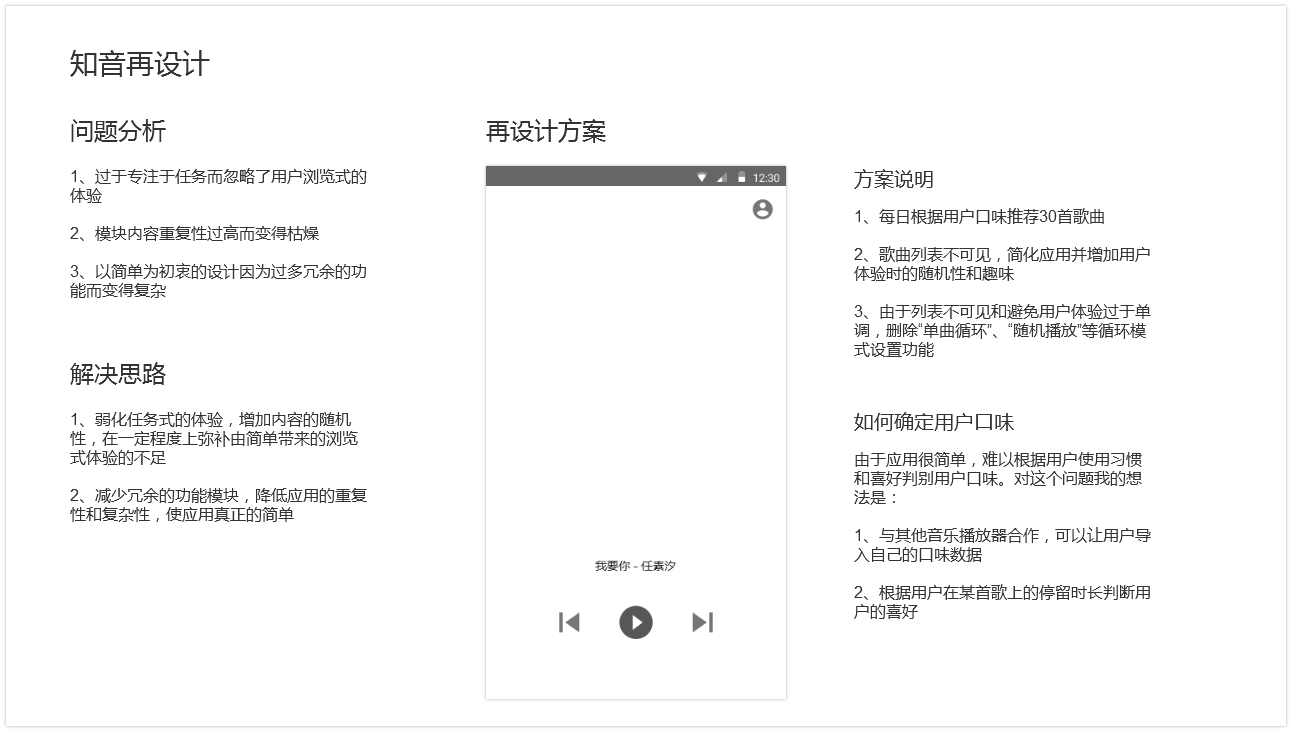 知音再设计
问题分析
1、过于专注于任务而忽略了用户浏览式的
体验
2、模块内容重复性过高而变得枯燥
3、以简单为初衷的设计因为过多冗余的功
能而变得复杂
解决思路
1、弱化任务式的体验，增加内容的随机
性，在一定程度上弥补由简单带来的浏览
式体验的不足
2、减少冗余的功能模块，降低应用的重复
性和复杂性，使应用真正的简单
再设计方案
12:30
我要你 - 任素汐
方案说明
1、每日根据用户口味推荐30首歌曲
2、歌曲列表不可见，简化应用并增加用户
体验时的随机性和趣味
3、由于列表不可见和避免用户体验过于单
调，删除“单曲循环”、“随机播放”等循环模
式设置功能
如何确定用户口味
由于应用很简单，难以根据用户使用习惯
和喜好判别用户口味。对这个问题我的想
法是：
1、与其他音乐播放器合作，可以让用户导
入自己的口味数据
2、根据用户在某首歌上的停留时长判断用
户的喜好